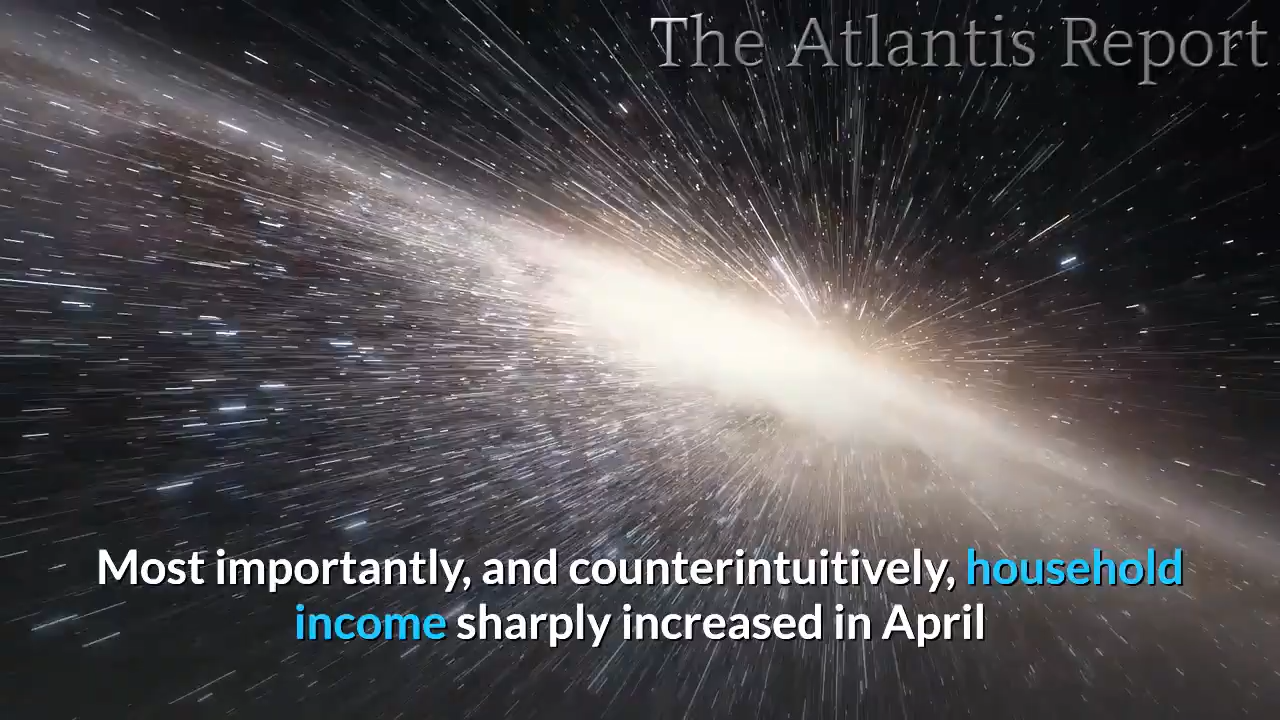 The Atlantis Report
Most importantly, and counterintuitively, household
income sharply increased in April